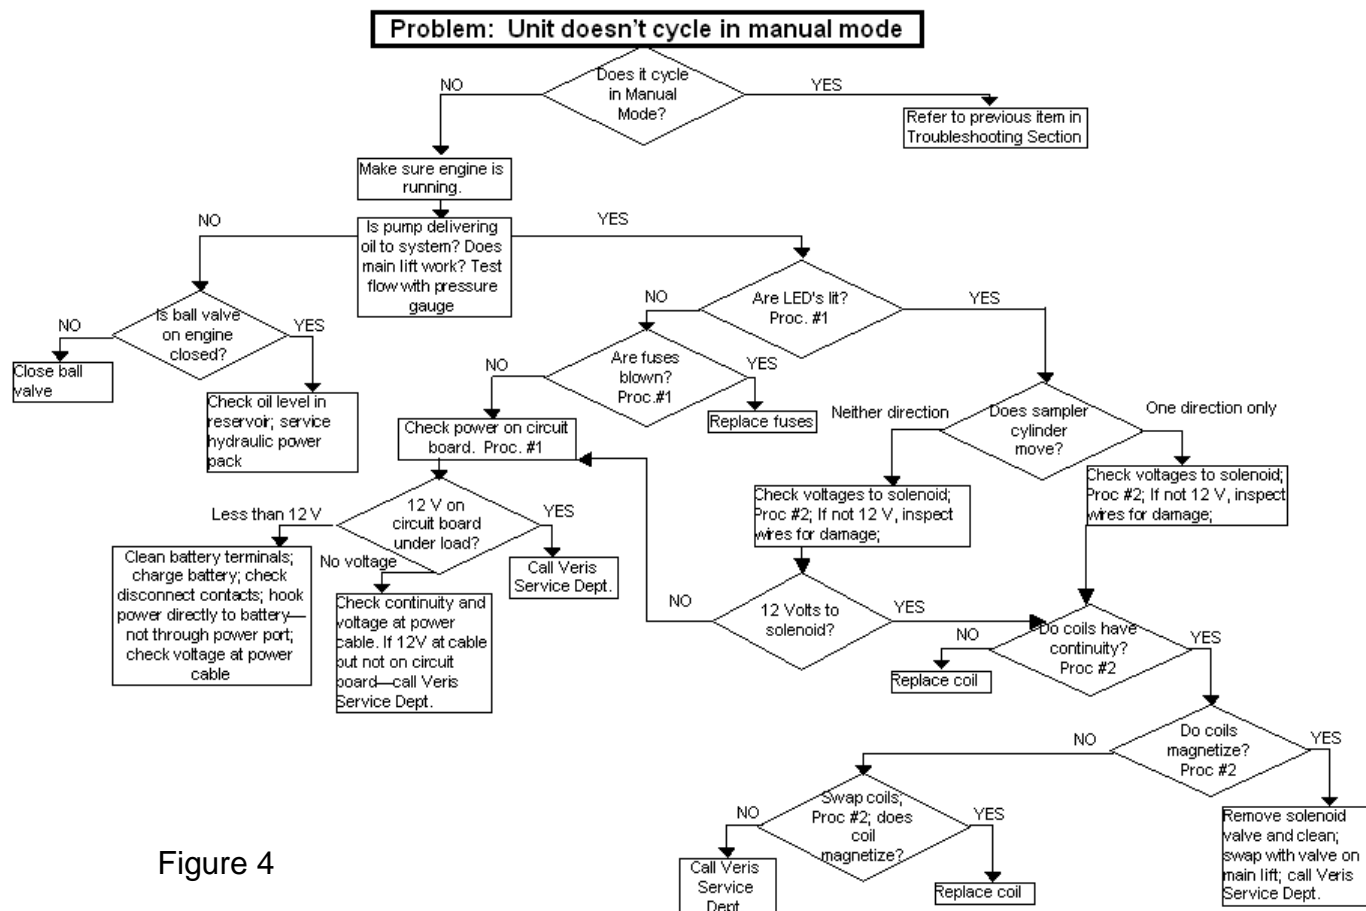 Problem: Unit doesn't cycle in manual mode
Does it cycle
in Manual
Mode?
NO
YES
Refer to previous item in
Troubleshooting Section
Make sure engine is
running.
NO
YES
Is pump delivering
oil to system? Does
main lift work? Test
flow with pressure
gauge
Is ball valve
on engine
closed?
NO
YES
Close ball
valve
Check oil level in
reservoir; service
hydraulic power
pack
Are LED's lit?
Proc. #1
NO
YES
Are fuses
blown?
Proc.#1
NO
YES
Replace fuses
Check power on circuit
board. Proc. #1
Does sampler
cylinder
move?
Neither direction
One direction only
Check voltages to solenoid;
Proc #2; If not 12 V, inspect
wires for damage;
Check voltages to solenoid;
Proc #2; If not 12 V, inspect
wires for damage;
12 V on
circuit board
under load?
Less than 12 V
No voltage
YES
Clean battery terminals;
charge battery; check
disconnect contacts; hook
power directly to battery—
not through power port;
check voltage at power
cable
Check continuity and
voltage at power
cable. If 12V at cable
but not on circuit
board—call Veris
Service Dept.
Call Veris
Service Dept.
12 Volts to
solenoid?
NO
YES
Do coils have
continuity?
Proc #2
NO
YES
Replace coil
Do coils
magnetize?
Proc #2
NO
YES
Swap coils;
Proc #2; does
coil
magnetize?
NO
YES
Call Veris
Service
Dept
Replace coil
Remove solenoid
valve and clean;
swap with valve on
main lift; call Veris
Service Dept.
Figure 4